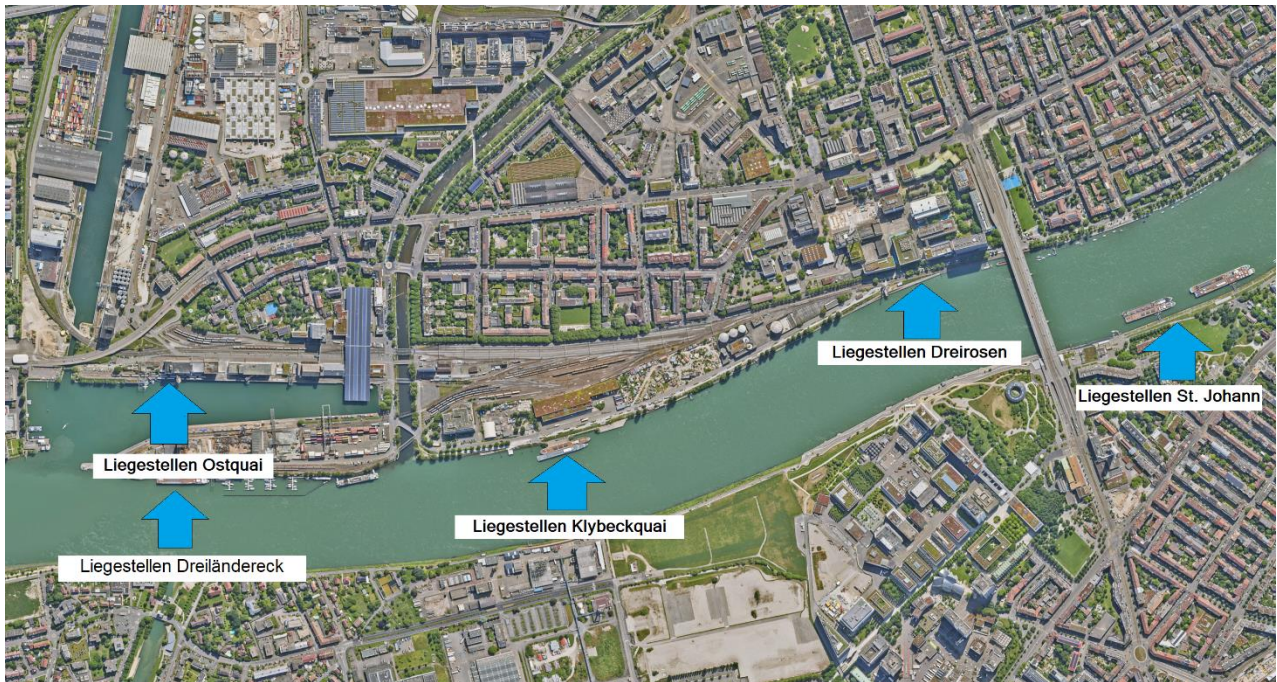 Liegestellen Dreirosen
Liegestellen St. Johann
Liegestellen Ostquai
Liegestellen Klybeckquai
Liegestellen Dreiländereck